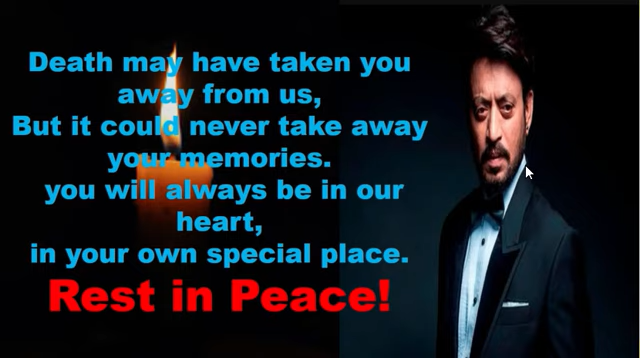 Death may have taken you
away from us,
But it could never take away
your memories.
you will always be in our
heart,
in your own special place.
Rest in Peace!